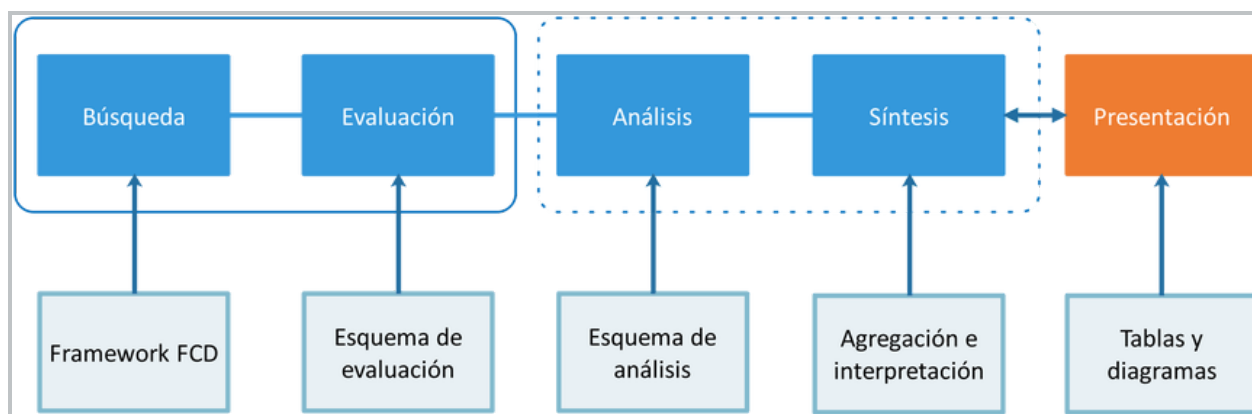 Búsqueda
Evaluación
Análisis
Síntesis
Presentación
Framework FCD
Esquema de
evaluación
Esquema de
análisis
Agregación e
interpretación
Tablas y
diagramas